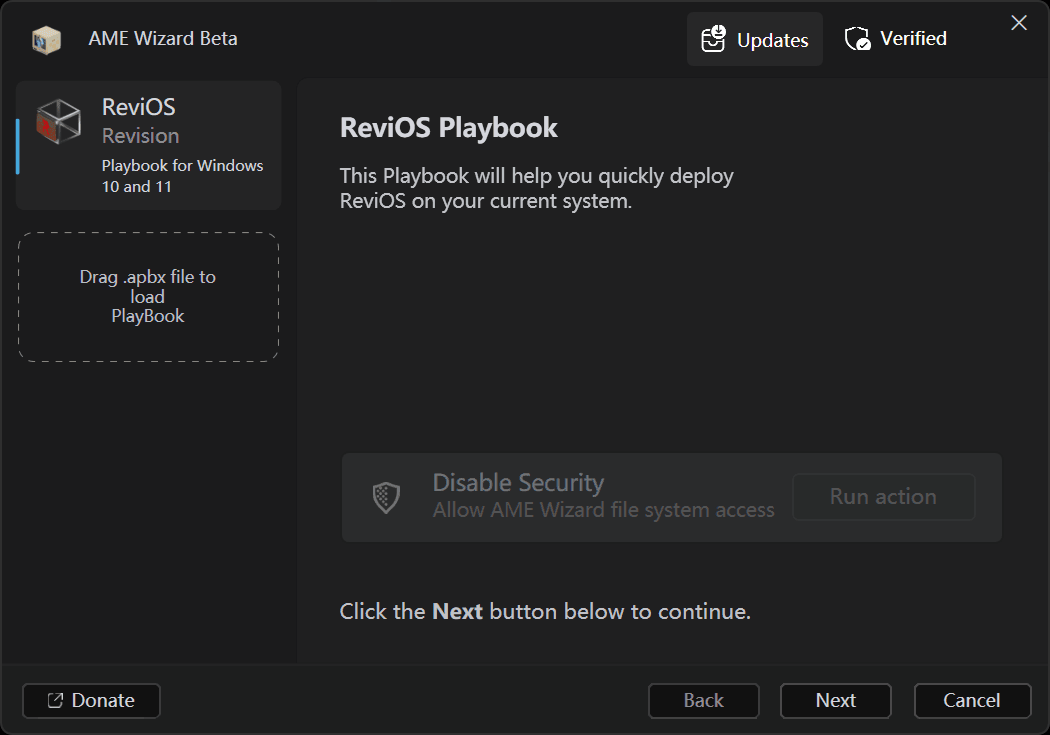 AME Wizard Beta
Updates
Verified
ReviOS
Revision
Playbook for Windows
10 and 11
Drag .apbx file to
load
PlayBook
ReviOS Playbook
This Playbook will help you quickly deploy
ReviOS on your current system.
Disable Security
Allow AME Wizard file system access
Run action
Click the Next button below to continue.
Donate
Back
Next
Cancel